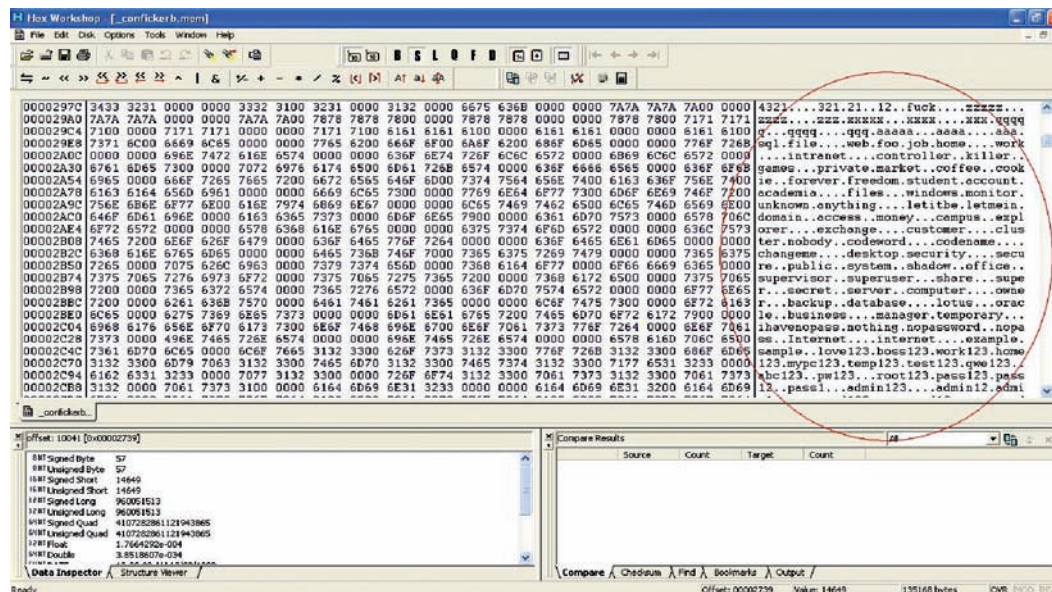 Hex Workshop - [_confickerb.mem]
File Edit Disk Options Tools Window Help
0000297C 3433 3231 0000 0000 3332 3100 3231 0000 3132 0000 6675 636B 0000 0000 7A7A 7A7A 7A00 0000 4321....321.21..12..fuck....zzzzz...
000029A0 7A7A 7A7A 0000 0000 7A7A 7A00 7878 7878 7800 0000 7878 7878 0000 0000 7878 7800 7171 7171 zzzz....zzz.xxxxx...xxxx....xxx.qqqq
000029C4 7100 0000 7171 7171 0000 0000 7171 7100 6161 6161 6100 0000 6161 6161 0000 0000 6161 6100 q...qqqq....qqq.aaaaa...aaaa....aaa.
000029E8 7371 6C00 6669 6C65 0000 0000 7765 6200 666F 6F00 6A6F 6200 686F 6D65 0000 0000 776F 726B sql.file....web.foo.job.home....work
00002A0C 0000 0000 696E 7472 616E 6574 0000 0000 636F 6E74 726F 6C6C 6572 0000 6B69 6C6C 6572 0000 ....intranet....controller..killer..
00002A30 6761 6D65 7300 0000 7072 6976 6174 6500 6D61 726B 6574 0000 636F 6666 6565 0000 636F 6F6B games...private.market..coffee..cook
00002A54 6965 0000 666F 7265 7665 7200 6672 6565 646F 6D00 7374 7564 656E 7400 6163 636F 756E 7400 ie..forever.freedom.student.account.
00002A78 6163 6164 656D 6961 0000 0000 6669 6C65 7300 0000 7769 6E64 6F77 7300 6D6F 6E69 746F 7200 academia....files...windows.monitor.
00002A9C 756E 6B6E 6F77 6E00 616E 7974 6869 6E67 0000 0000 6C65 7469 7462 6500 6C65 746D 6569 6E00 unknown.anything....letitbe.letmein.
00002AC0 646F 6D61 696E 0000 6163 6365 7373 0000 6D6F 6E65 7900 0000 6361 6D70 7573 0000 6578 706C domain..access..money...campus..expl
00002AE4 6F72 6572 0000 0000 6578 6368 616E 6765 0000 0000 6375 7374 6F6D 6572 0000 0000 636C 7573 orer....exchange....customer....clus
00002B08 7465 7200 6E6F 626F 6479 0000 636F 6465 776F 7264 0000 0000 636F 6465 6E61 6D65 0000 0000 ter.nobody..codeword....codename....
00002B2C 6368 616E 6765 6D65 0000 0000 6465 736B 746F 7000 7365 6375 7269 7479 0000 0000 7365 6375 changeme....desktop.security....secu
00002B50 7265 0000 7075 626C 6963 0000 7379 7374 656D 0000 7368 6164 6F77 0000 6F66 6669 6365 0000 re..public..system..shadow..office..
00002B74 7375 7065 7276 6973 6F72 0000 7375 7065 7275 7365 7200 0000 7368 6172 6500 0000 7375 7065 supervisor..superuser...share...supe
00002B98 7200 0000 7365 6372 6574 0000 7365 7276 6572 0000 636F 6D70 7574 6572 0000 0000 6F77 6E65 r...secret..server..computer....owne
00002BBC 7200 0000 6261 636B 7570 0000 6461 7461 6261 7365 0000 0000 6C6F 7475 7300 0000 6F72 6163 r...backup..database....lotus...orac
00002BE0 6C65 0000 6275 7369 6E65 7373 0000 0000 6D61 6E61 6765 7200 7465 6D70 6F72 6172 7900 0000 le..business....manager.temporary...
00002C04 6968 6176 656E 6F70 6173 7300 6E6F 7468 696E 6700 6E6F 7061 7373 776F 7264 0000 6E6F 7061 ihavenopass.nothing.nopassword..nopa
00002C28 7373 0000 496E 7465 726E 6574 0000 0000 696E 7465 726E 6574 0000 0000 6578 616D 706C 6500 ss..Internet....internet....example.
00002C4C 7361 6D70 6C65 0000 6C6F 7665 3132 3300 626F 7373 3132 3300 776F 726B 3132 3300 686F 6D65 sample..love123.boss123.work123.home
00002C70 3132 3300 6D79 7063 3132 3300 7465 6D70 3132 3300 7465 7374 3132 3300 7177 6531 3233 0000 123.mypc123.temp123.test123.qwe123..
00002C94 6162 6331 3233 0000 7077 3132 3300 0000 726F 6F74 3132 3300 7061 7373 3132 3300 7061 7373 abc123..pw123...root123.pass123.pass
00002CB8 3132 0000 7061 7373 3100 0000 6164 6D69 6E31 3233 0000 0000 6164 6D69 6E31 3200 6164 6D69 12..pass1...admin123....admin12.admi
_confickerb...
offset: 10041 [0x00002739]
8BIT Signed Byte 57
8BIT Unsigned Byte 57
16BIT Signed Short 14649
16BIT Unsigned Short 14649
32BIT Signed Long 960051513
32BIT Unsigned Long 960051513
64BIT Signed Quad 4107282861121943865
64BIT Unsigned Quad 4107282861121943865
32BIT Float 1.7664292e-004
64BIT Double 3.8518607e-034
Data Inspector Structure Viewer
Compare Results
All
Source Count Target Count
Compare Checksum Find Bookmarks Output
Ready
Offset: 00002739 Value: 14649 135168 bytes OVR MOD